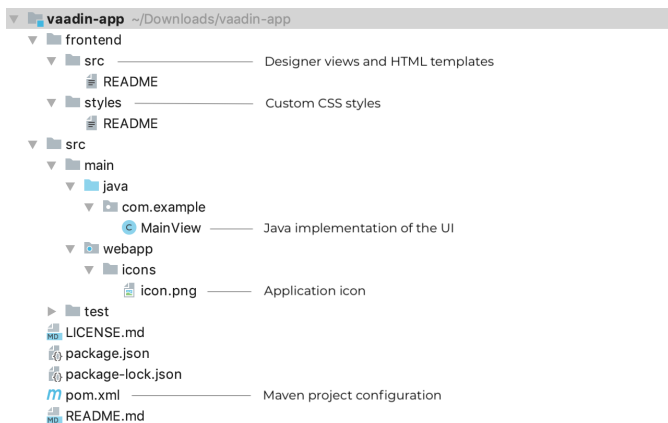 vaadin-app ~/Downloads/vaadin-app
frontend
src Designer views and HTML templates
README
styles Custom CSS styles
README
src
main
java
com.example
C MainView Java implementation of the UI
webapp
icons
icon.png Application icon
test
MD LICENSE.md
package.json
package-lock.json
m pom.xml Maven project configuration
MD README.md